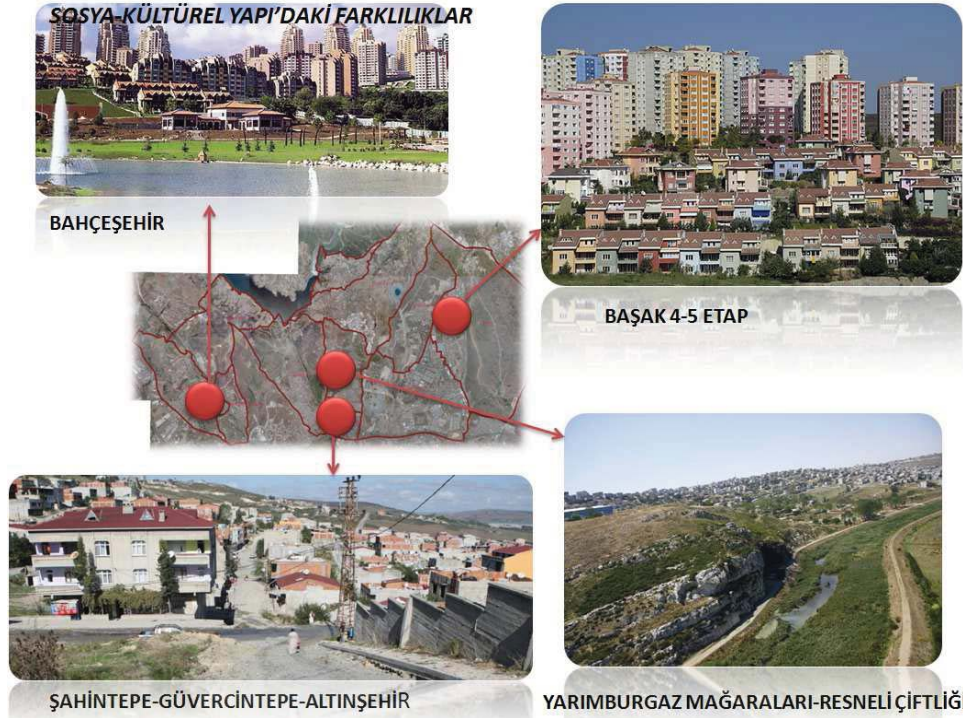 SOSYA-KÜLTÜREL YAPI’DAKİ FARKLILIKLAR
BAHÇEŞEHİR
BAŞAK 4-5 ETAP
ŞAHİNTEPE-GÜVERCİNTEPE-ALTINŞEHİR
YARIMBURGAZ MAĞARALARI-RESNELİ ÇİFTLİĞİ